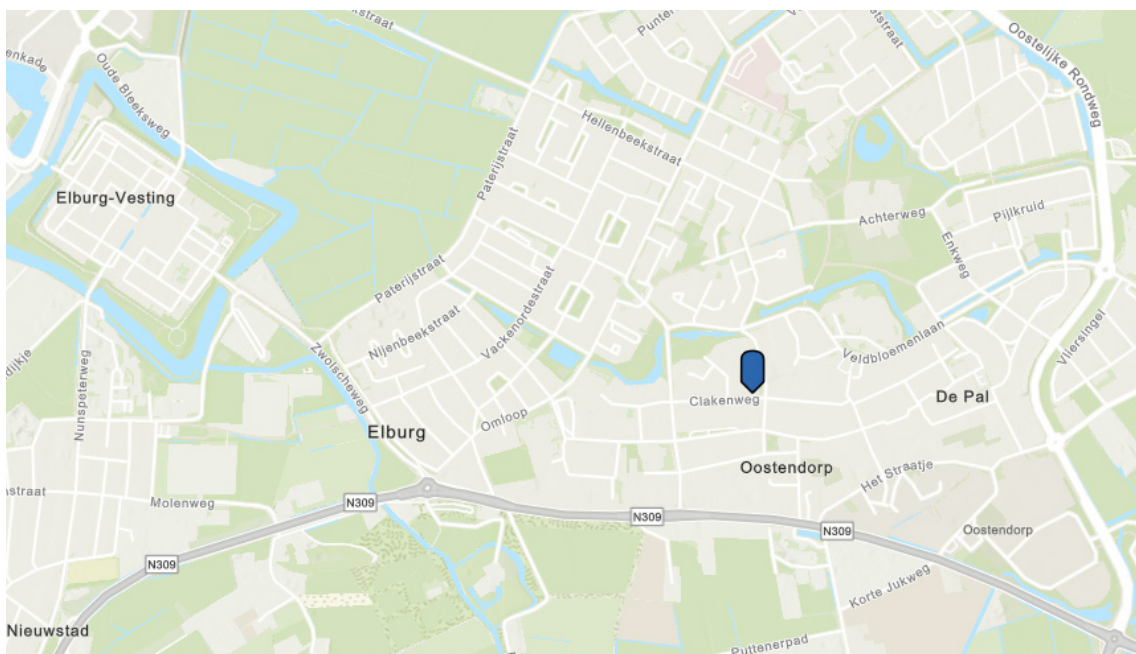 Oude Bleeksweg
Elburg-Vesting
Hellenbeekstraat
Oostelijke Rondweg
Paterijstraat
Achterweg
Pijlkruid
Enkweg
Paterijstraat
Nijenbeekstraat
Vackenordestraat
Zwolscheweg
Nunspeterweg
Veldbloemenlaan
Vliersingel
Clakenweg
De Pal
Omloop
Elburg
Oostendorp
Het Straatje
Molenweg
N309
N309
N309
N309
Oostendorp
Korte Jukweg
Nieuwstad
Puttenerpad